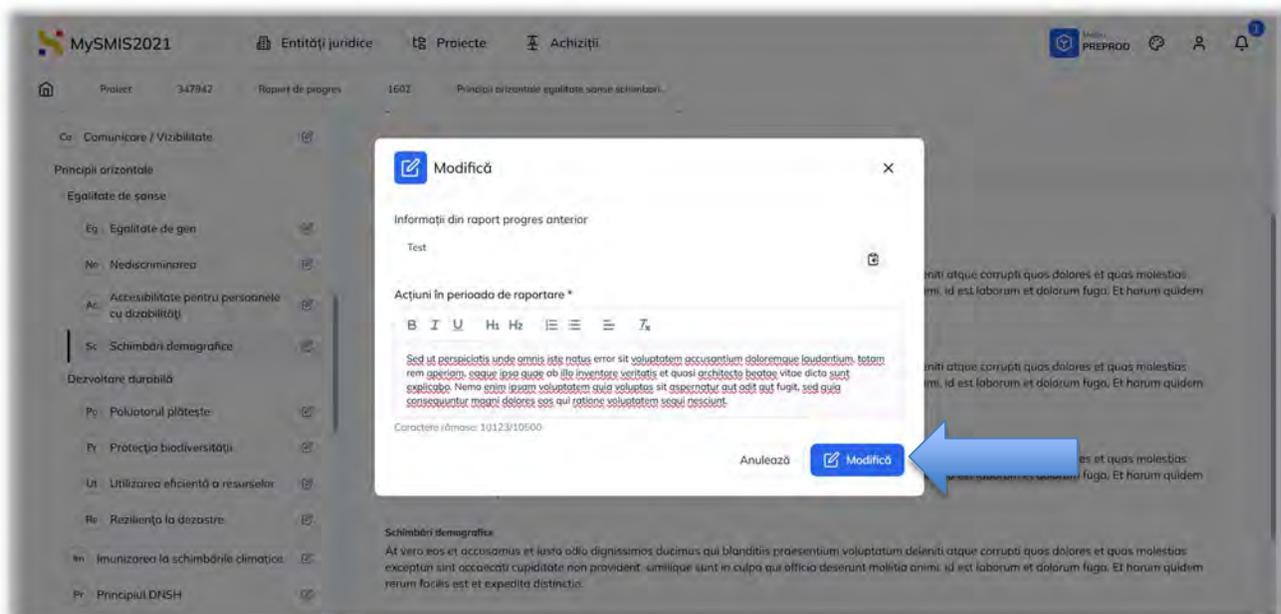 MySMIS2021 Entități juridice Proiecte Achiziții PREPROD 1
Proiect 347942 Raport de progres 1602 Principii orizontale egalitate sanse schimbari...
Co Comunicare / Vizibilitate
Principii orizontale
Egalitate de șanse
Eg Egalitate de gen
Ne Nediscriminarea
Ac Accesibilitate pentru persoanele
cu dizabilități
Sc Schimbări demografice
Dezvoltare durabilă
Po Poluatorul plătește
Pr Protecția biodiversității
Ut Utilizarea eficientă a resurselor
Re Reziliența la dezastre
Im Imunizarea la schimbările climatice
Pr Principiul DNSH
Modifică
Informații din raport progres anterior
Test
Acțiuni în perioada de raportare *
B I U H1 H2
Sed ut perspiciatis unde omnis iste natus error sit voluptatem accusantium doloremque laudantium, totam
rem aperiam, eaque ipsa quae ab illo inventore veritatis et quasi architecto beatae vitae dicta sunt
explicabo. Nemo enim ipsam voluptatem quia voluptas sit aspernatur aut odit aut fugit, sed quia
consequuntur magni dolores eos qui ratione voluptatem sequi nesciunt.
Caractere rămase: 10123/10500
Anulează Modifică
eniti atque corrupti quos dolores et quas molestias
imi, id est laborum et dolorum fuga. Et harum quidem
eniti atque corrupti quos dolores et quas molestias
imi, id est laborum et dolorum fuga. Et harum quidem
es et quas molestias
id est laborum et dolorum fuga. Et harum quidem
Schimbări demografice
At vero eos et accusamus et iusto odio dignissimos ducimus qui blanditiis praesentium voluptatum deleniti atque corrupti quos dolores et quas molestias
excepturi sint occaecati cupiditate non provident, similique sunt in culpa qui officia deserunt mollitia animi, id est laborum et dolorum fuga. Et harum quidem
rerum facilis est et expedita distinctio.